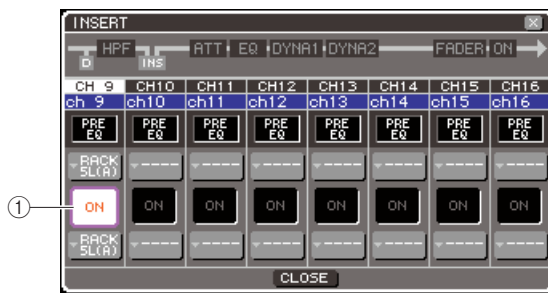 INSERT
HPF ATT EQ DYNA1 DYNA2 FADER ON
D INS
CH 9 CH10 CH11 CH12 CH13 CH14 CH15 CH16
ch 9 ch10 ch11 ch12 ch13 ch14 ch15 ch16
PRE PRE PRE PRE PRE PRE PRE PRE
EQ EQ EQ EQ EQ EQ EQ EQ
RACK ---- ---- ---- ---- ---- ---- ----
5L(A)
① ON ON ON ON ON ON ON ON
RACK ---- ---- ---- ---- ---- ---- ----
5L(A)
CLOSE